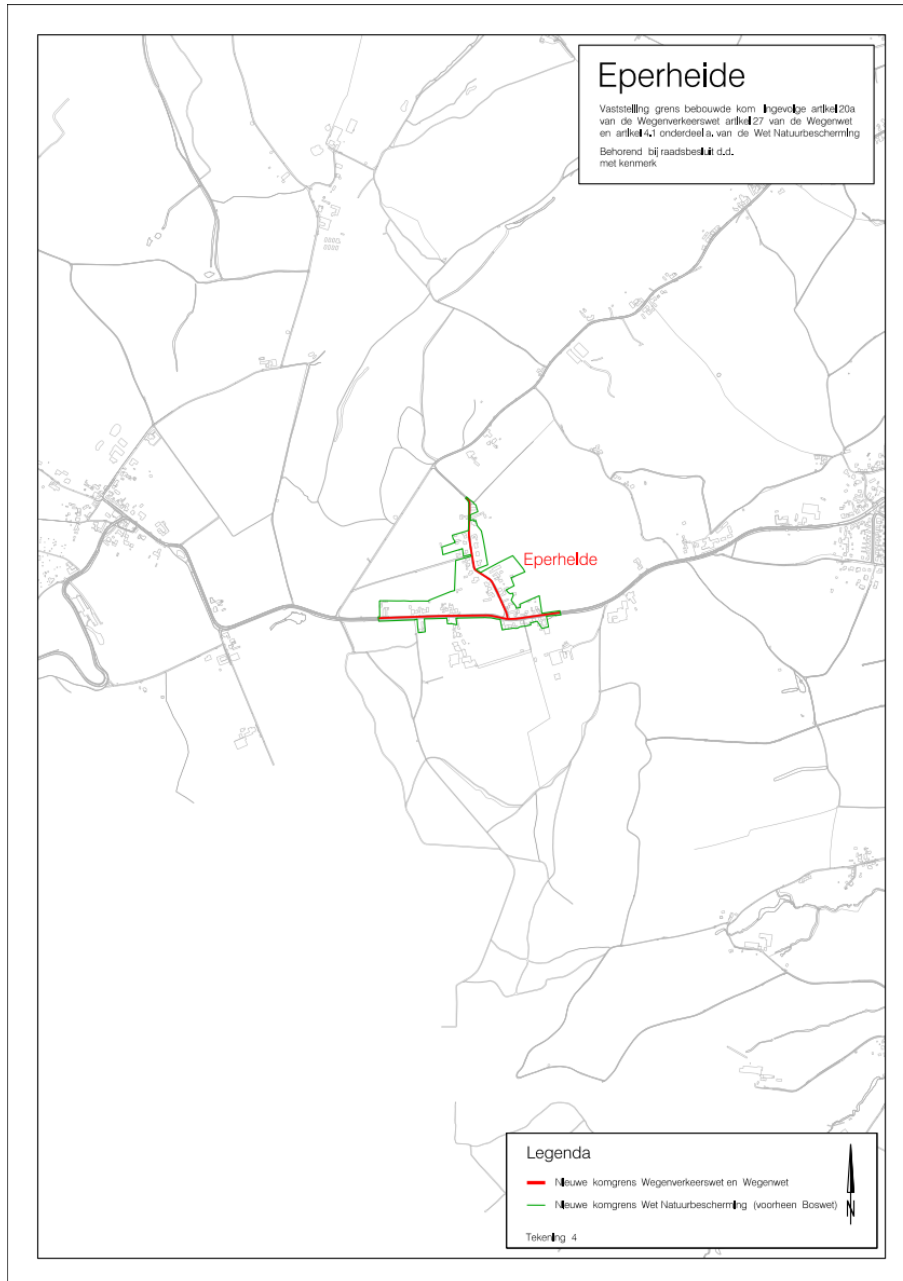 Eperheide
Vaststelling grens bebouwde kom ingevolge artikel 20a
van de Wegenverkeerswet artikel 27 van de Wegenwet
en artikel 4.1 onderdeel a. van de Wet Natuurbescherming
Behorend bij raadsbesluit d.d.
met kenmerk
Eperheide
Legenda
Nieuwe komgrens Wegenverkeerswet en Wegenwet
Nieuwe komgrens Wet Natuurbescherming (voorheen Boswet)
N
Tekening 4